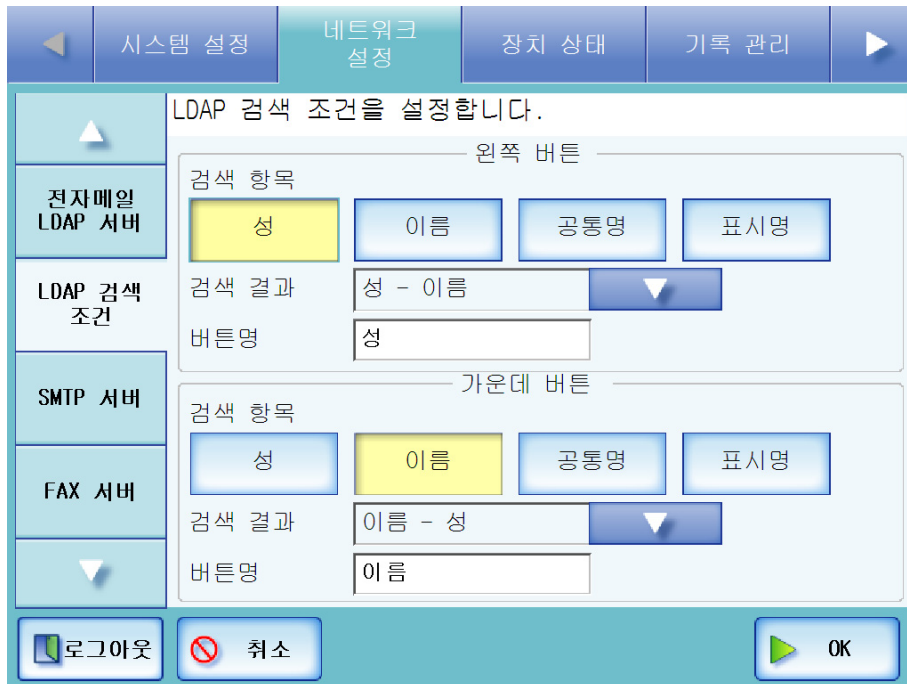 시스템 설정
네트워크
설정
장치 상태
기록 관리
LDAP 검색 조건을 설정합니다.
전자메일
LDAP 서버
LDAP 검색
조건
SMTP 서버
FAX 서버
왼쪽 버튼
검색 항목
성 이름 공통명 표시명
검색 결과 성 - 이름
버튼명 성
가운데 버튼
검색 항목
성 이름 공통명 표시명
검색 결과 이름 - 성
버튼명 이름
로그아웃 취소 OK